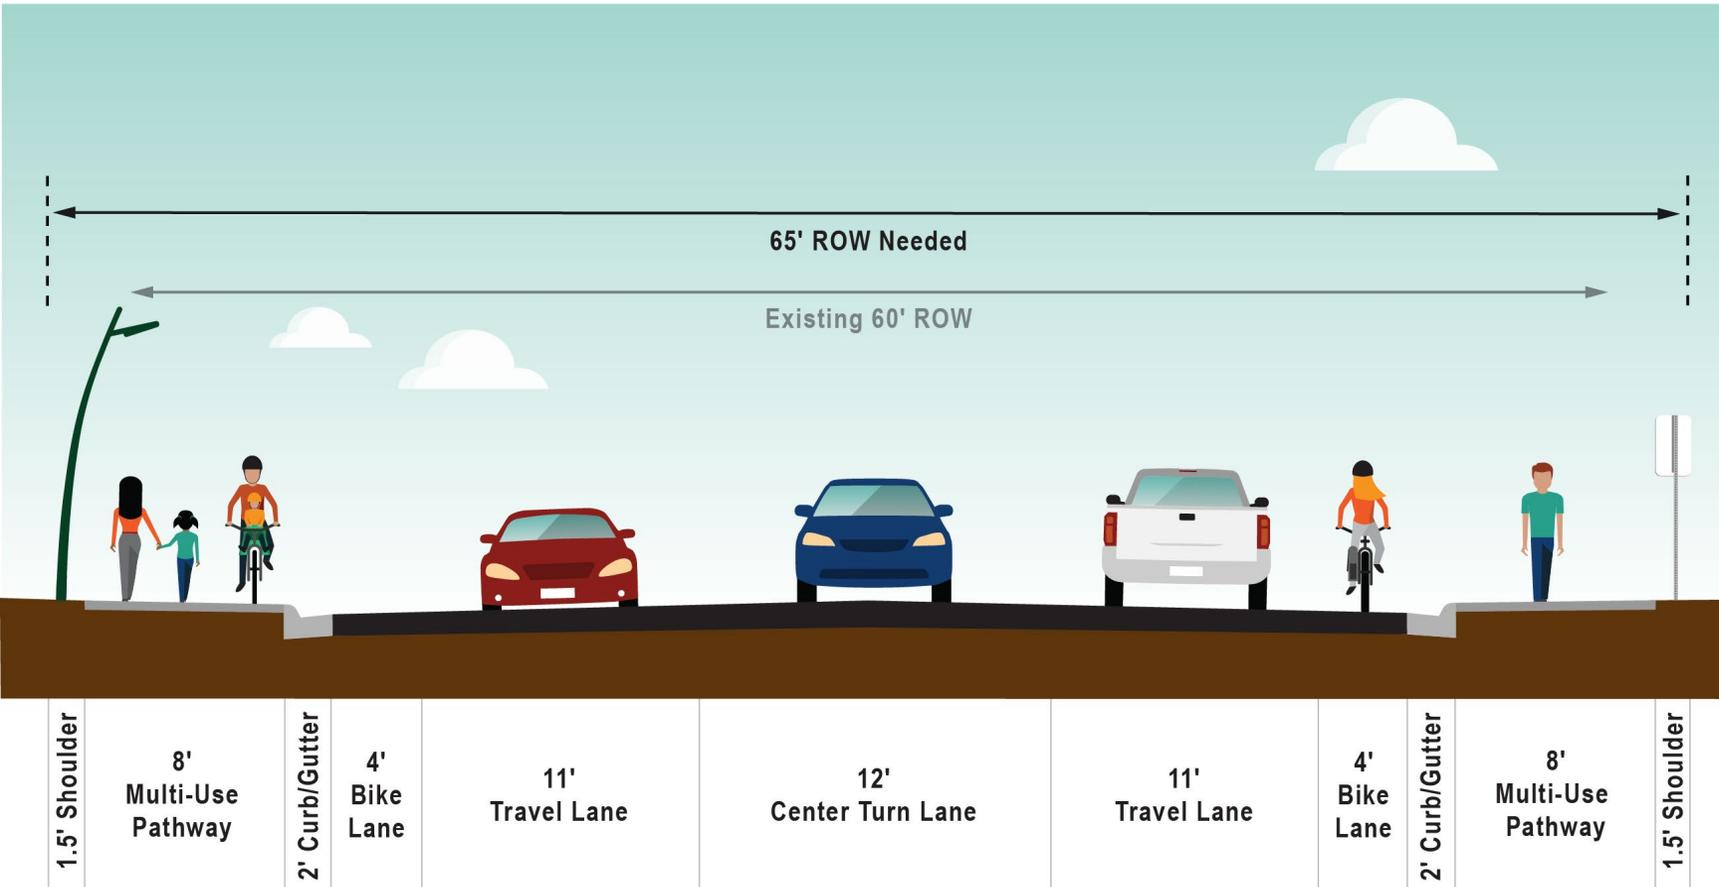 65' ROW Needed
Existing 60' ROW
1.5' Shoulder
8'
Multi-Use
Pathway
2' Curb/Gutter
4'
Bike
Lane
11'
Travel Lane
12'
Center Turn Lane
11'
Travel Lane
4'
Bike
Lane
2' Curb/Gutter
8'
Multi-Use
Pathway
1.5' Shoulder